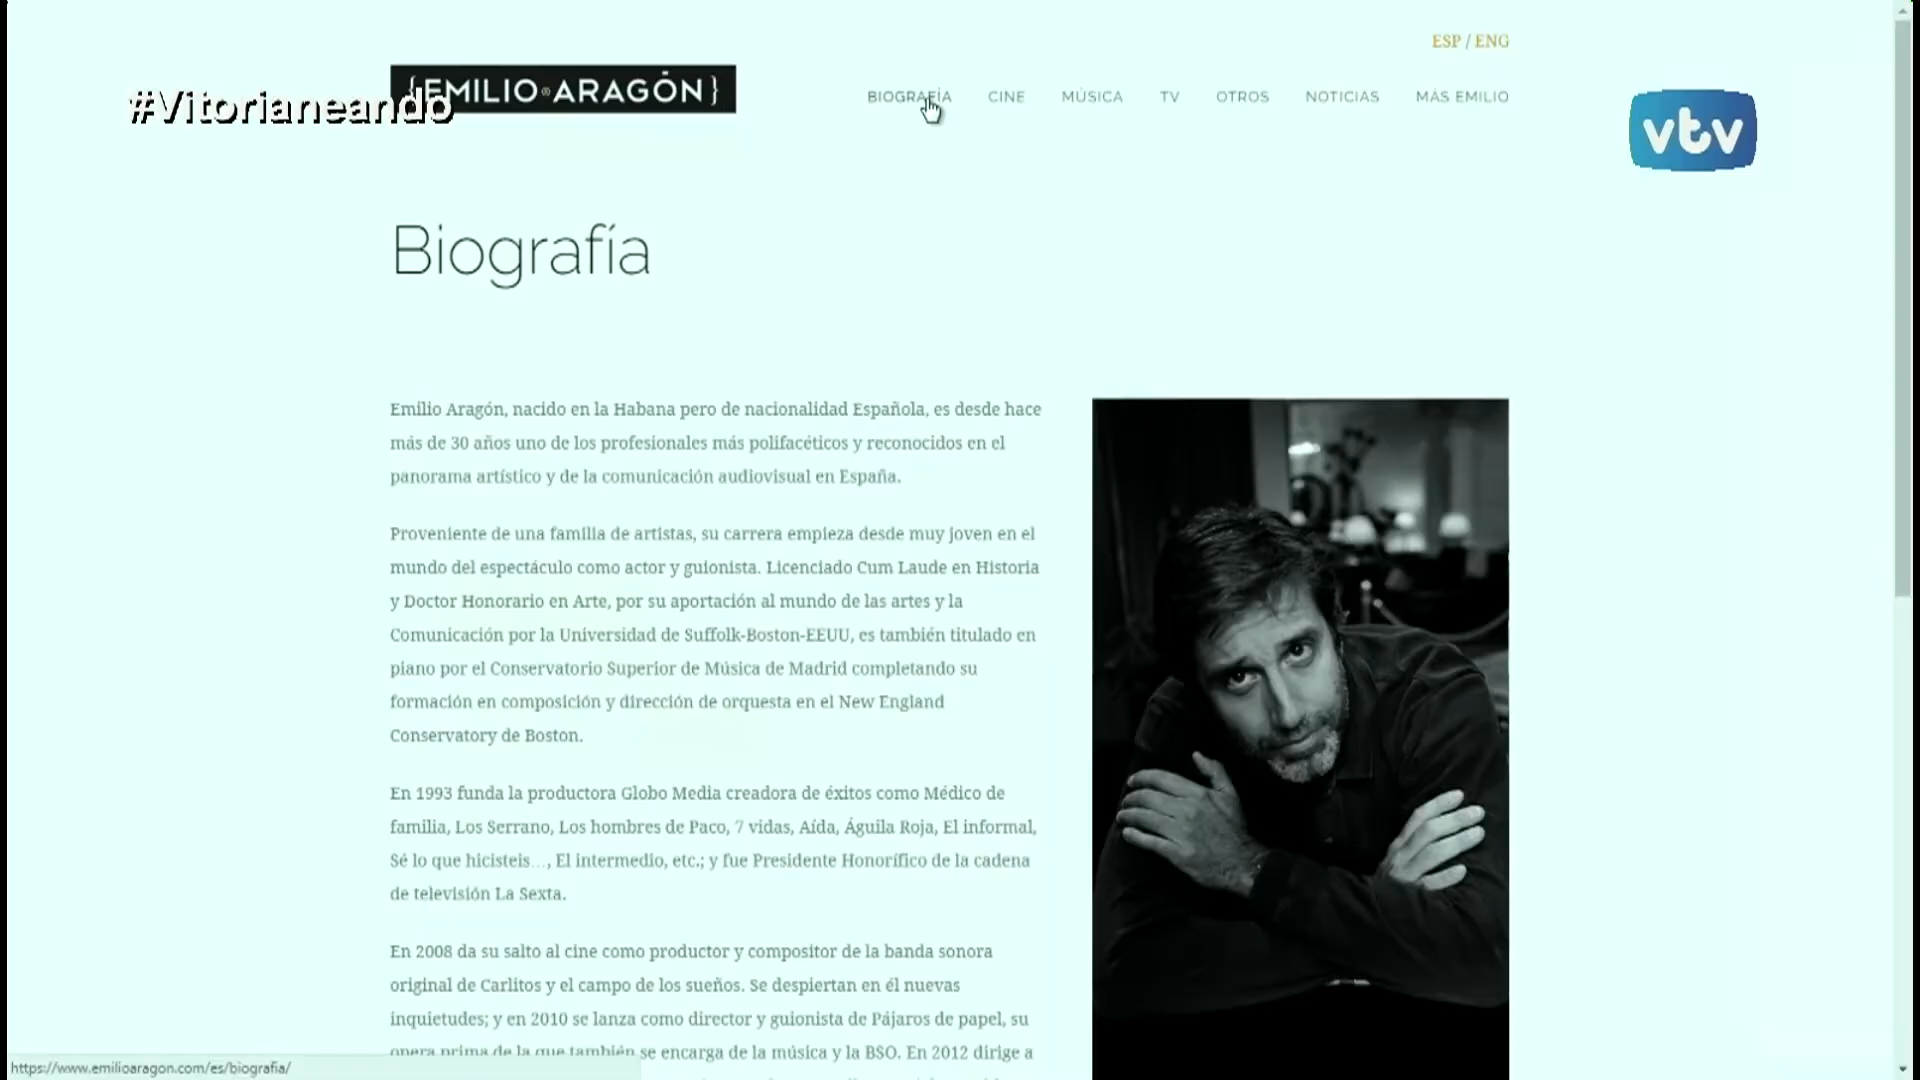 ESP / ENG
#Vitorianeando
{EMILIO ARAGÓN}
BIOGRAFÍA CINE MÚSICA TV OTROS NOTICIAS MÁS EMILIO
vtv
Biografía
Emilio Aragón, nacido en la Habana pero de nacionalidad Española, es desde hace
más de 30 años uno de los profesionales más polifacéticos y reconocidos en el
panorama artístico y de la comunicación audiovisual en España.
Proveniente de una familia de artistas, su carrera empieza desde muy joven en el
mundo del espectáculo como actor y guionista. Licenciado Cum Laude en Historia
y Doctor Honorario en Arte, por su aportación al mundo de las artes y la
Comunicación por la Universidad de Suffolk-Boston-EEUU, es también titulado en
piano por el Conservatorio Superior de Música de Madrid completando su
formación en composición y dirección de orquesta en el New England
Conservatory de Boston.
En 1993 funda la productora Globo Media creadora de éxitos como Médico de
familia, Los Serrano, Los hombres de Paco, 7 vidas, Aída, Águila Roja, El informal,
Sé lo que hicisteis…, El intermedio, etc.; y fue Presidente Honorífico de la cadena
de televisión La Sexta.
En 2008 da su salto al cine como productor y compositor de la banda sonora
original de Carlitos y el campo de los sueños. Se despiertan en él nuevas
inquietudes; y en 2010 se lanza como director y guionista de Pájaros de papel, su
opera prima de la que también se encarga de la música y la BSO. En 2012 dirige a
https://www.emilioaragon.com/es/biografia/